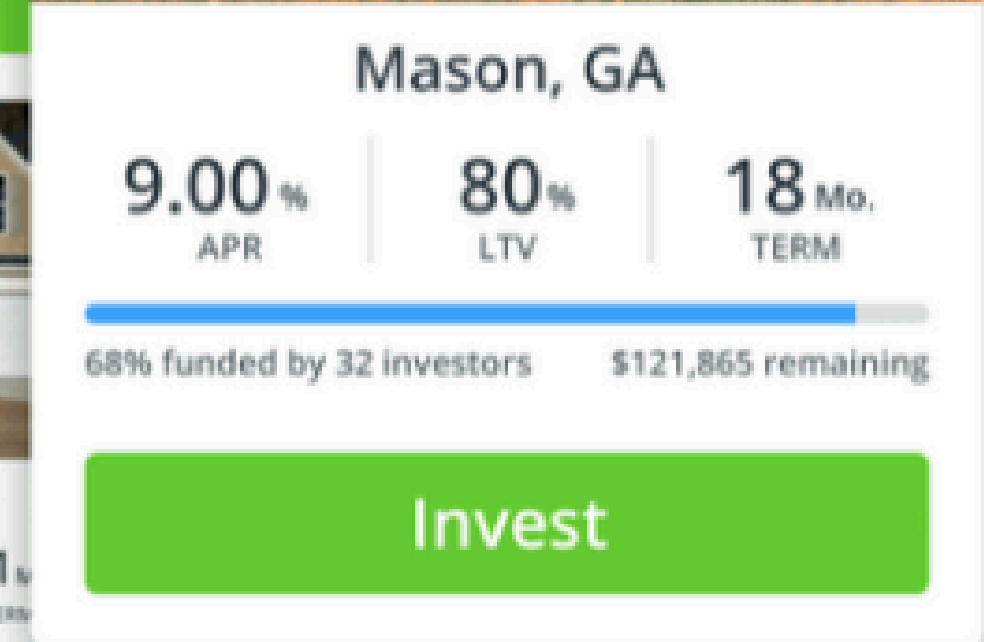 Mason, GA
9.00 % 80 % 18 Mo.
APR LTV TERM
68% funded by 32 investors $121,865 remaining
Invest